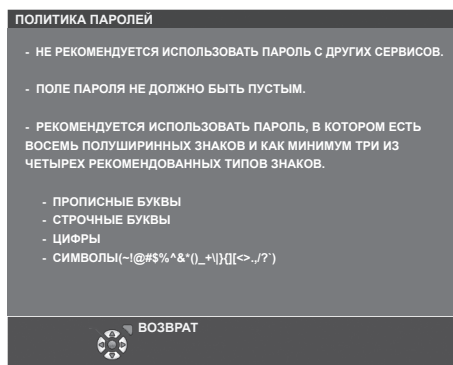 ПОЛИТИКА ПАРОЛЕЙ
- НЕ РЕКОМЕНДУЕТСЯ ИСПОЛЬЗОВАТЬ ПАРОЛЬ С ДРУГИХ СЕРВИСОВ.
- ПОЛЕ ПАРОЛЯ НЕ ДОЛЖНО БЫТЬ ПУСТЫМ.
- РЕКОМЕНДУЕТСЯ ИСПОЛЬЗОВАТЬ ПАРОЛЬ, В КОТОРОМ ЕСТЬ
ВОСЕМЬ ПОЛУШИРИННЫХ ЗНАКОВ И КАК МИНИМУМ ТРИ ИЗ
ЧЕТЫРЕХ РЕКОМЕНДОВАННЫХ ТИПОВ ЗНАКОВ.
- ПРОПИСНЫЕ БУКВЫ
- СТРОЧНЫЕ БУКВЫ
- ЦИФРЫ
- СИМВОЛЫ(~!@#$%^&*()_+\|}{][<>.,/?`)
ВОЗВРАТ